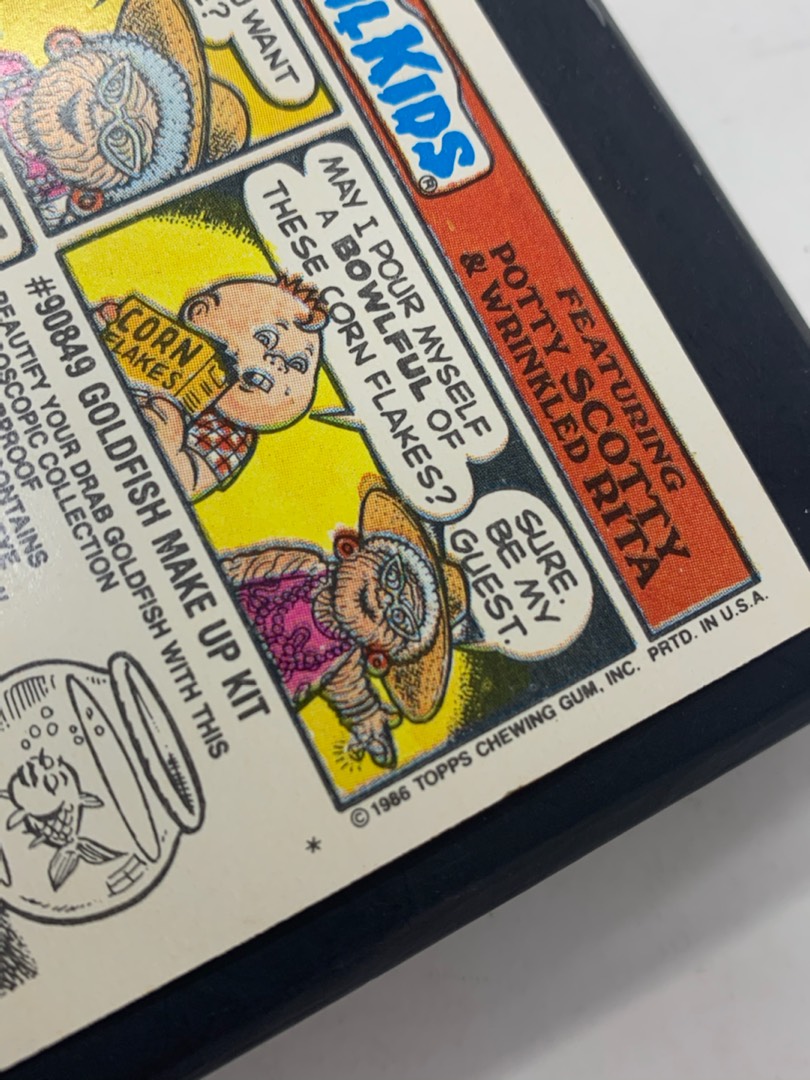 KIDS®
FEATURING
POTTY SCOTTY
& WRINKLED RITA
WANT
MAY I POUR MYSELF
A BOWLFUL OF
THESE CORN FLAKES?
SURE.
BE MY
GUEST.
CORN
FLAKES
© 1986 TOPPS CHEWING GUM, INC. PRTD. IN U.S.A.
*
#90849 GOLDFISH MAKE UP KIT
BEAUTIFY YOUR DRAB GOLDFISH WITH THIS
COLLECTION